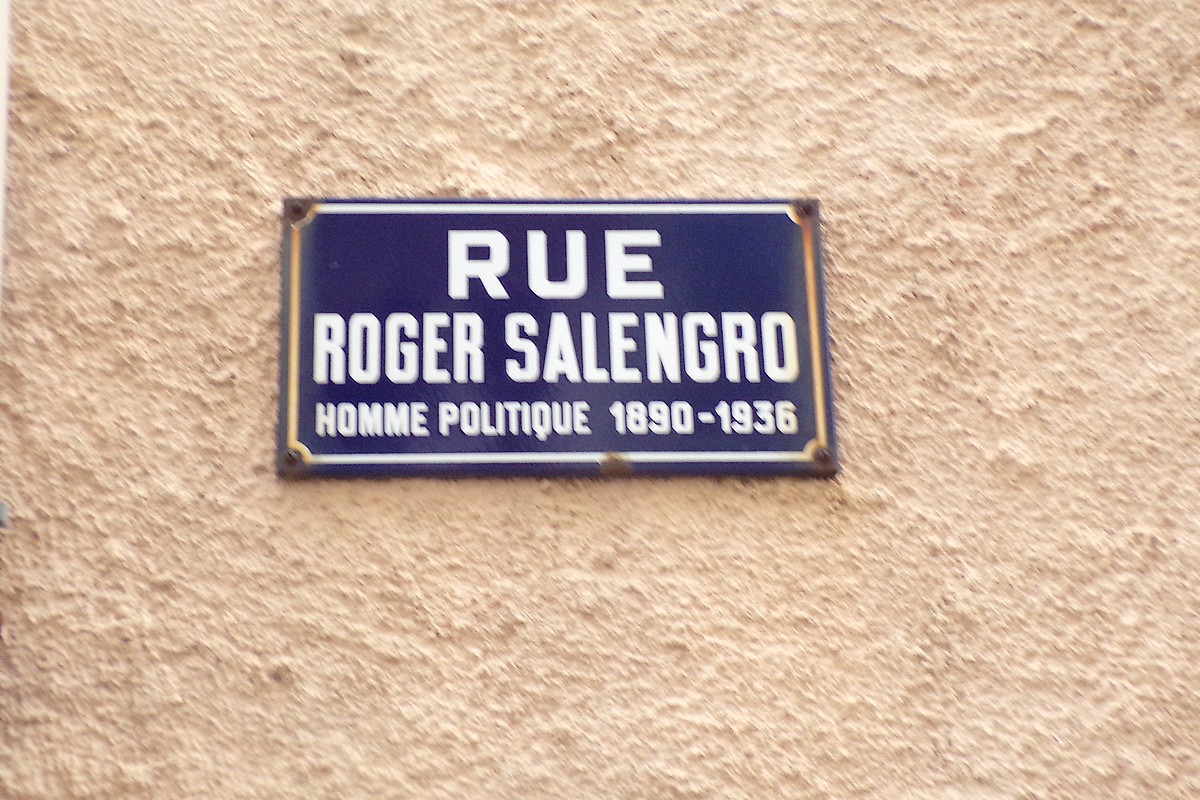 RUE
ROGER SALENGRO
HOMME POLITIQUE 1890-1936